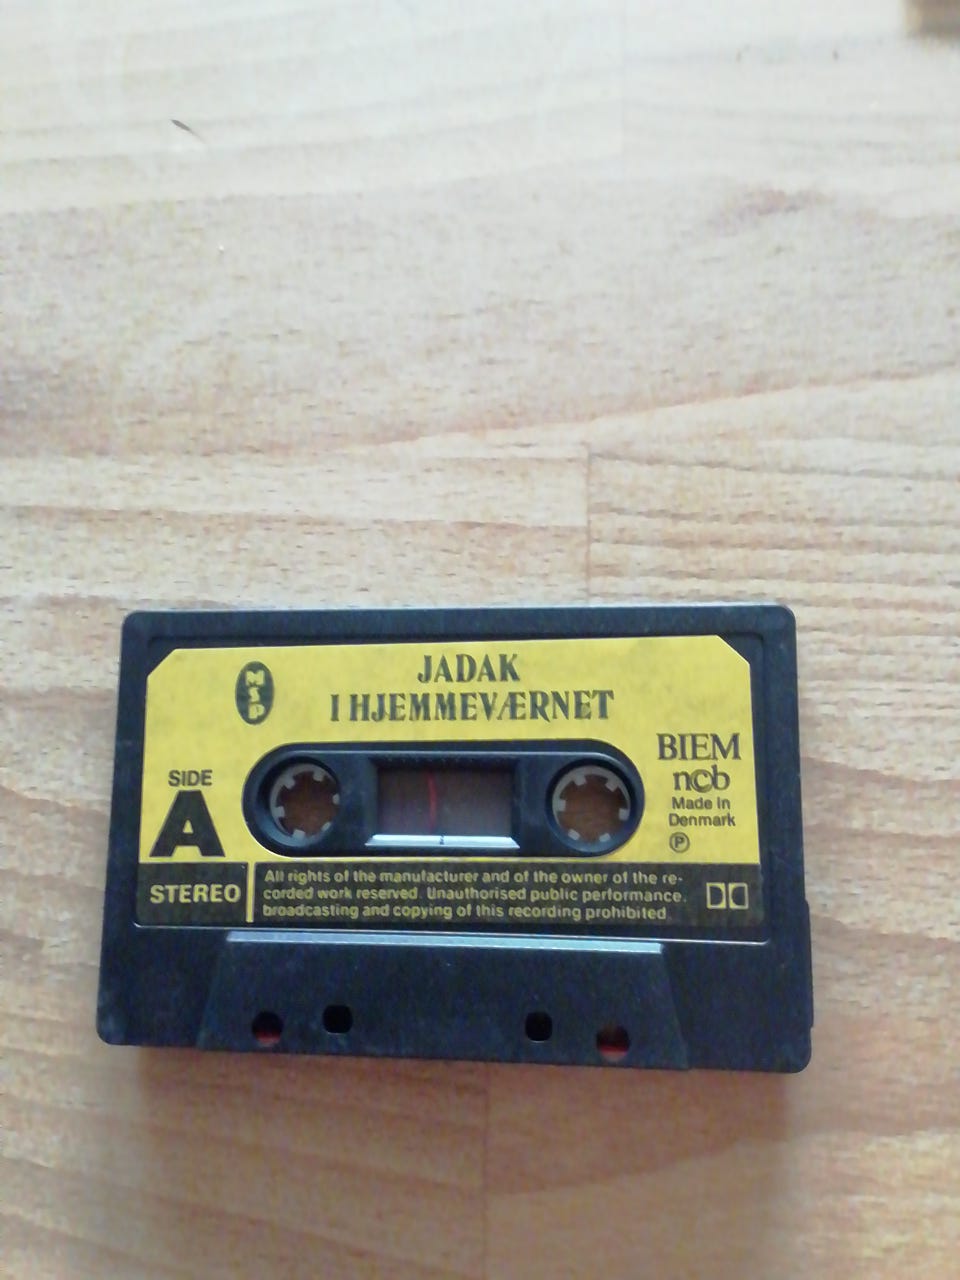 JADAK
I HJEMMEVÆRNET
MSP
BIEM
ncb
Made in
Denmark
Ⓟ
SIDE
A
STEREO
All rights of the manufacturer and of the owner of the re-
corded work reserved. Unauthorised public performance,
broadcasting and copying of this recording prohibited.